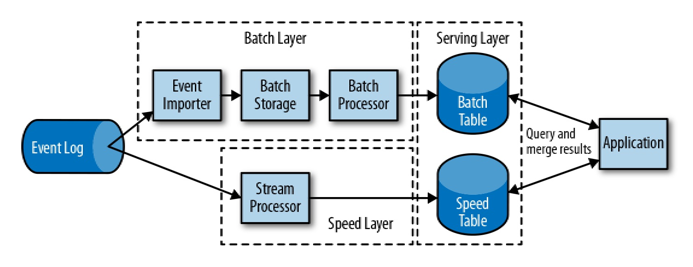 Batch Layer
Serving Layer
Event
Importer
Batch
Storage
Batch
Processor
Batch
Table
Event Log
Query and
merge results
Application
Stream
Processor
Speed Layer
Speed
Table